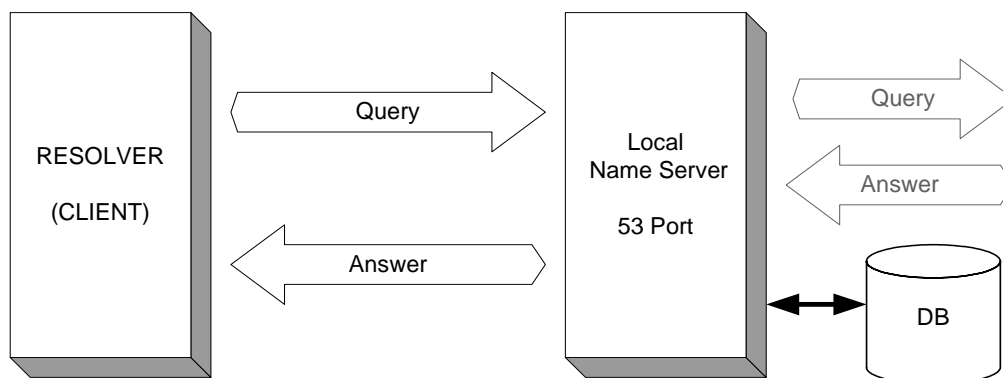 RESOLVER
(CLIENT)
Query
Answer
Local
Name Server
53 Port
Query
Answer
DB